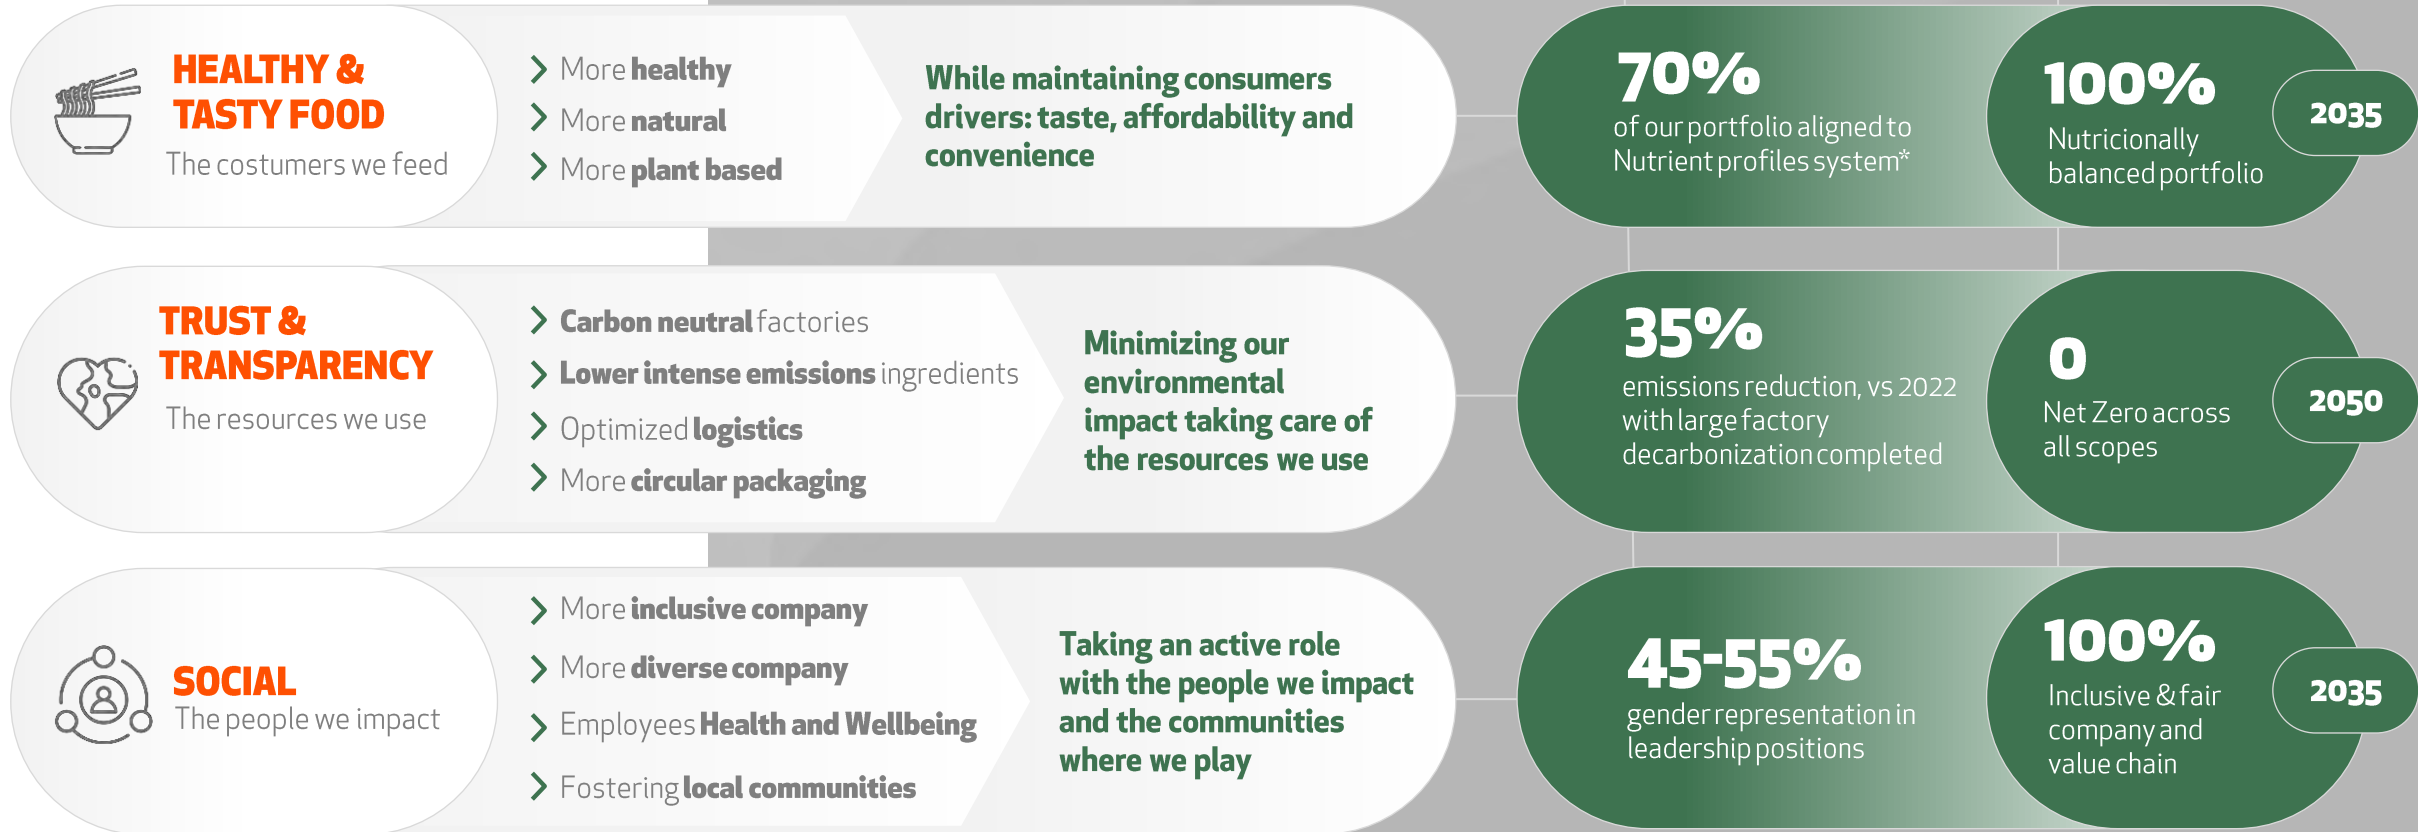 HEALTHY &
TASTY FOOD
The costumers we feed
More healthy
More natural
More plant based
While maintaining consumers
drivers: taste, affordability and
convenience
70%
of our portfolio aligned to
Nutrient profiles system*
100%
Nutricionally
balanced portfolio
2035
TRUST &
TRANSPARENCY
The resources we use
Carbon neutral factories
Lower intense emissions ingredients
Optimized logistics
More circular packaging
Minimizing our
environmental
impact taking care of
the resources we use
35%
emissions reduction, vs 2022
with large factory
decarbonization completed
0
Net Zero across
all scopes
2050
SOCIAL
The people we impact
More inclusive company
More diverse company
Employees Health and Wellbeing
Fostering local communities
Taking an active role
with the people we impact
and the communities
where we play
45-55%
gender representation in
leadership positions
100%
Inclusive & fair
company and
value chain
2035